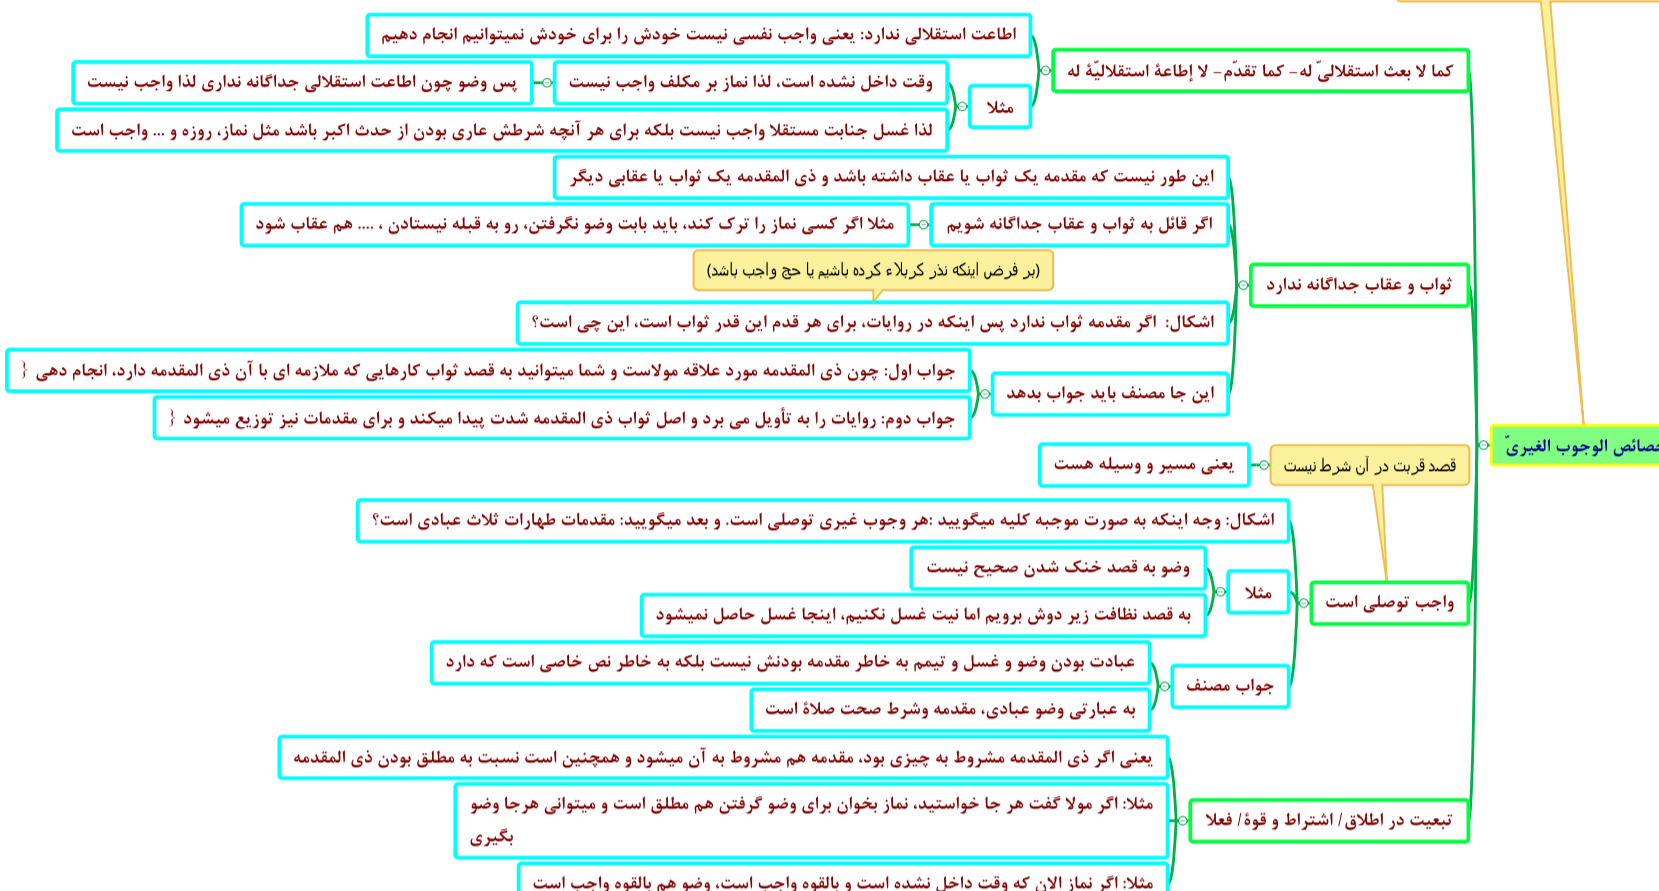 خصائص الوجوب الغیریّ
کما لا بعث استقلالیّ له- کما تقدّم- لا إطاعة استقلالیّة له
اطاعت استقلالی ندارد: یعنی واجب نفسی نیست خودش را برای خودش نمیتوانیم انجام دهیم
مثلا
وقت داخل نشده است، لذا نماز بر مکلف واجب نیست
پس وضو چون اطاعت استقلالی جداگانه نداری لذا واجب نیست
لذا غسل جنابت مستقلا واجب نیست بلکه برای هر آنچه شرطش عاری بودن از حدث اکبر باشد مثل نماز، روزه و ... واجب است
ثواب و عقاب جداگانه ندارد
این طور نیست که مقدمه یک ثواب یا عقاب داشته باشد و ذی المقدمه یک ثواب یا عقابی دیگر
اگر قائل به ثواب و عقاب جداگانه شویم
مثلا اگر کسی نماز را ترک کند، باید بابت وضو نگرفتن، رو به قبله نیستادن ، .... هم عقاب شود
(بر فرض اینکه نذر کربلاء کرده باشیم یا حج واجب باشد)
اشکال: اگر مقدمه ثواب ندارد پس اینکه در روایات، برای هر قدم این قدر ثواب است، این چی است؟
این جا مصنف باید جواب بدهد
جواب اول: چون ذی المقدمه مورد علاقه مولاست و شما میتوانید به قصد ثواب کارهایی که ملازمه ای با آن ذی المقدمه دارد، انجام دهی {
جواب دوم: روایات را به تأویل می برد و اصل ثواب ذی المقدمه شدت پیدا میکند و برای مقدمات نیز توزیع میشود {
قصد قربت در آن شرط نیست
یعنی مسیر و وسیله هست
واجب توصلی است
اشکال: وجه اینکه به صورت موجبه کلیه میگویید :هر وجوب غیری توصلی است. و بعد میگویید: مقدمات طهارات ثلاث عبادی است؟
مثلا
وضو به قصد خنک شدن صحیح نیست
به قصد نظافت زیر دوش برویم اما نیت غسل نکنیم، اینجا غسل حاصل نمیشود
جواب مصنف
عبادت بودن وضو و غسل و تیمم به خاطر مقدمه بودنش نیست بلکه به خاطر نص خاصی است که دارد
به عبارتی وضو عبادی، مقدمه وشرط صحت صلاة است
تبعیت در اطلاق/ اشتراط و قوة/ فعلا
یعنی اگر ذی المقدمه مشروط به چیزی بود، مقدمه هم مشروط به آن میشود و همچنین است نسبت به مطلق بودن ذی المقدمه
مثلا: اگر مولا گفت هر جا خواستید، نماز بخوان برای وضو گرفتن هم مطلق است و میتوانی هرجا وضو
بگیری
مثلا: اگر نماز الان که وقت داخل نشده است و بالقوه واجب است، وضو هم بالقوه واجب است